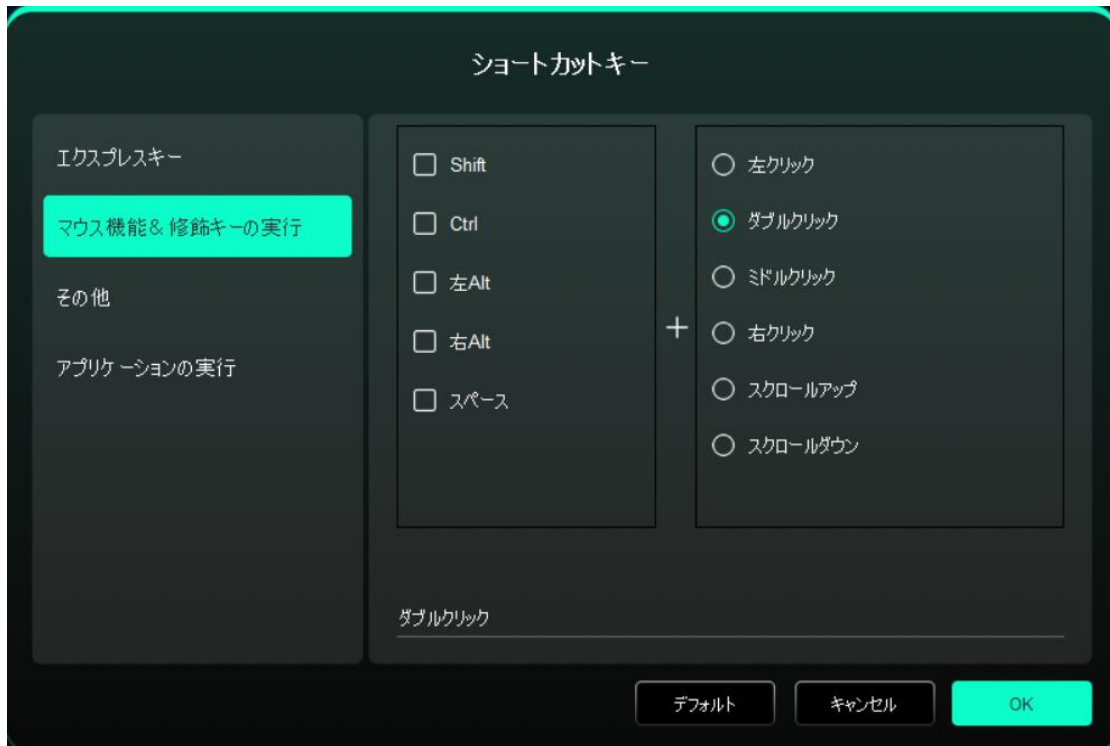 ショートカットキー
エクスプレスキー
マウス機能& 修飾キーの実行
その他
アプリケーションの実行
Shift
Ctrl
左Alt
右Alt
スペース
+
左クリック
ダブルクリック
ミドルクリック
右クリック
スクロールアップ
スクロールダウン
ダブルクリック
デフォルト
キャンセル
OK